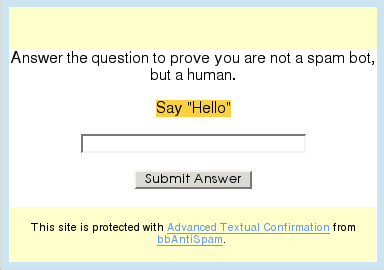 Answer the question to prove you are not a spam bot,
but a human.
Say "Hello"
Submit Answer
This site is protected with Advanced Textual Confirmation from
bbAntiSpam.